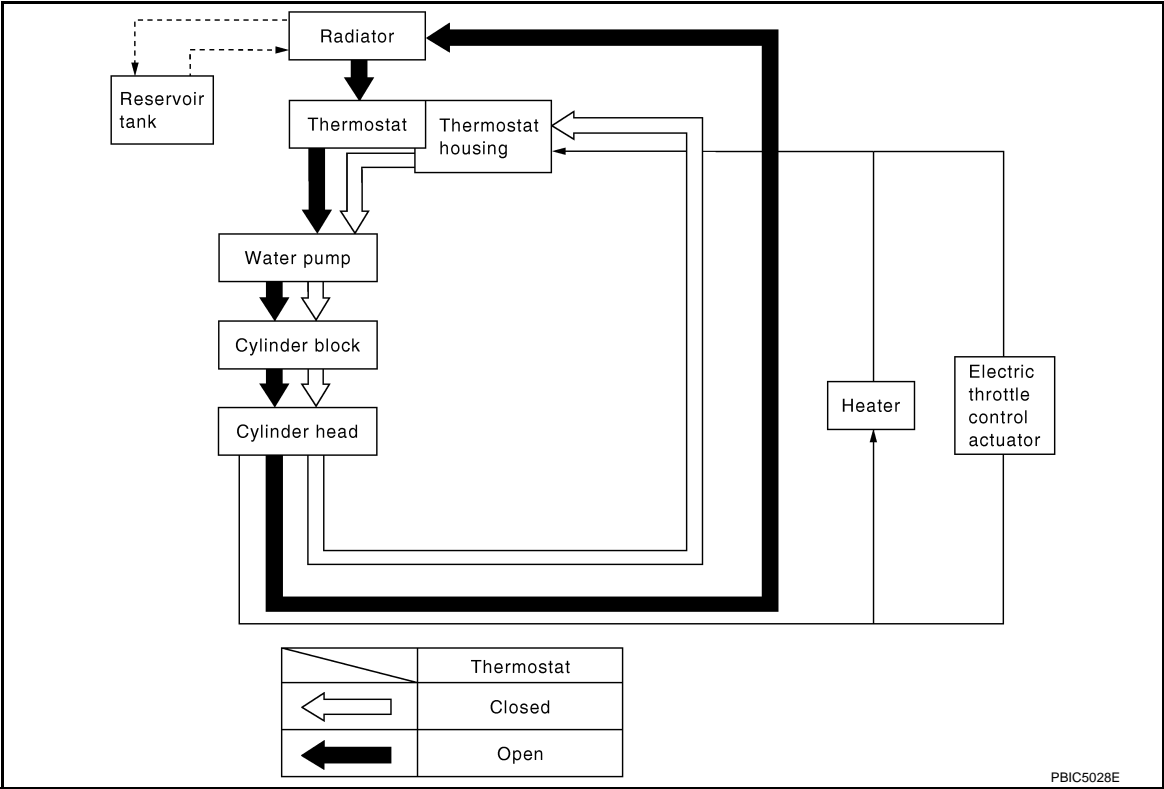 Radiator
Reservoir
tank
Thermostat
Thermostat
housing
Water pump
Cylinder block
Cylinder head
Heater
Electric
throttle
control
actuator
Thermostat
Closed
Open
PBIC5028E